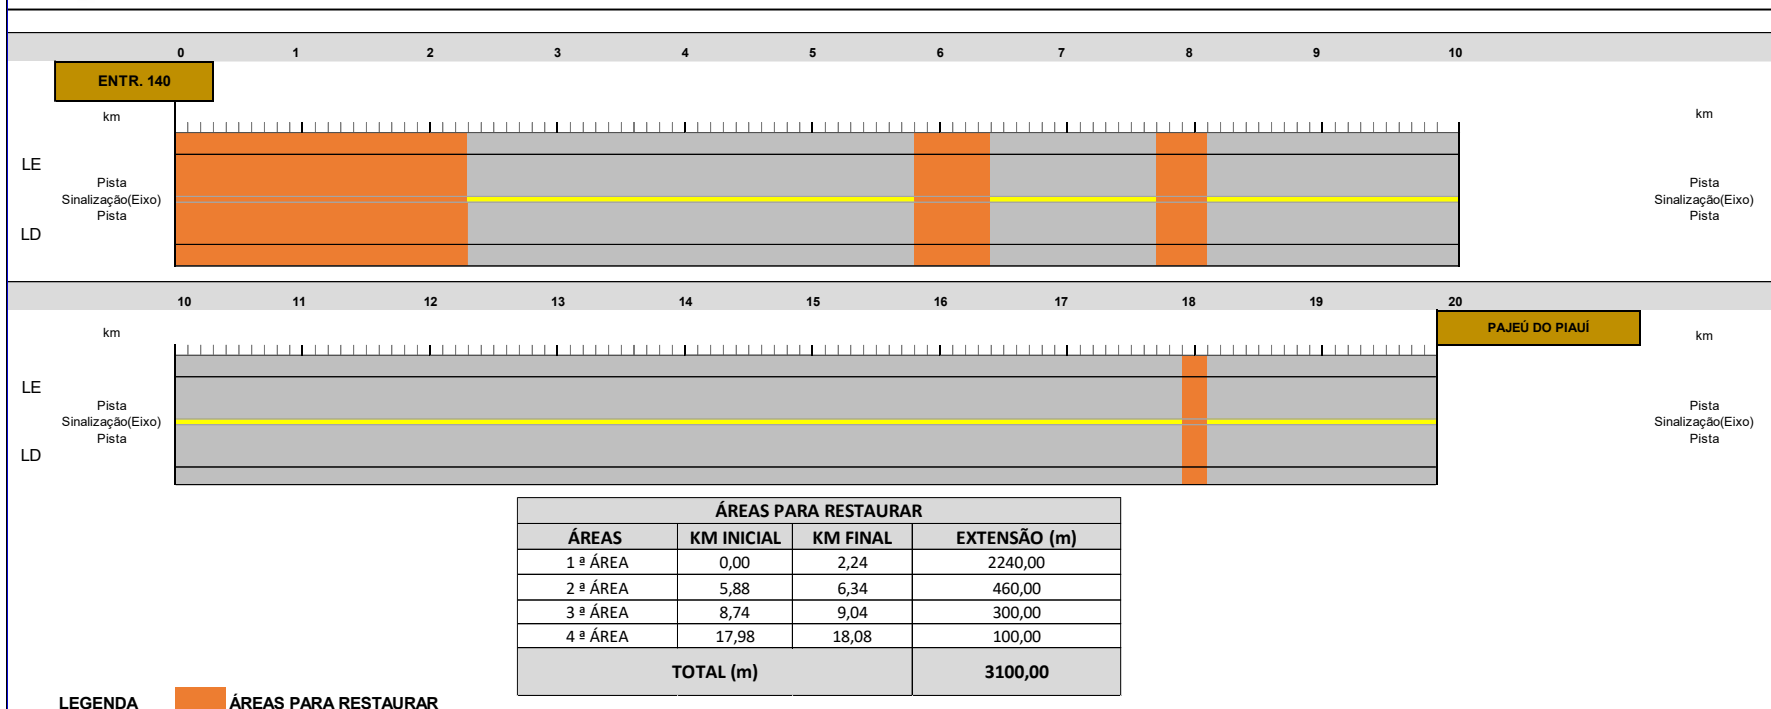 0 1 2 3 4 5 6 7 8 9 10
ENTR. 140
km km
LE
Pista Pista
Sinalização(Eixo) Sinalização(Eixo)
Pista Pista
LD
10 11 12 13 14 15 16 17 18 19 20
PAJEÚ DO PIAUÍ
km km
LE
Pista Pista
Sinalização(Eixo) Sinalização(Eixo)
Pista Pista
LD
ÁREAS PARA RESTAURAR
ÁREAS KM INICIAL KM FINAL EXTENSÃO (m)
1 ª ÁREA 0,00 2,24 2240,00
2 ª ÁREA 5,88 6,34 460,00
3 ª ÁREA 8,74 9,04 300,00
4 ª ÁREA 17,98 18,08 100,00
TOTAL (m) 3100,00
LEGENDA ÁREAS PARA RESTAURAR